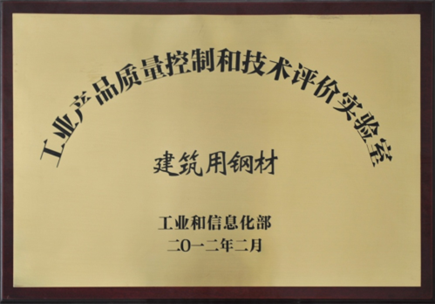 工业产品质量控制和技术评价实验室
建筑用钢材
工业和信息化部
二〇一二年二月